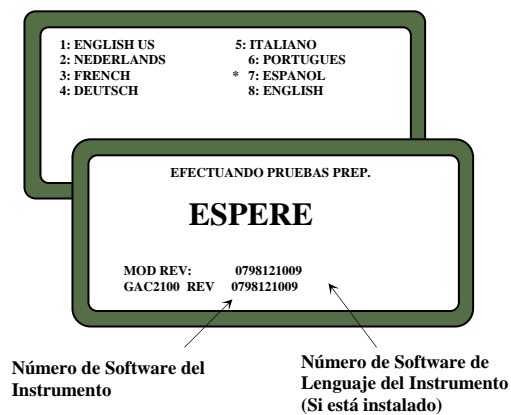 1: ENGLISH US 5: ITALIANO
2: NEDERLANDS 6: PORTUGUES
3: FRENCH * 7: ESPANOL
4: DEUTSCH 8: ENGLISH
EFECTUANDO PRUEBAS PREP.
ESPERE
MOD REV: 0798121009
GAC2100 REV 0798121009
Número de Software del
Instrumento
Número de Software de
Lenguaje del Instrumento
(Si está instalado)